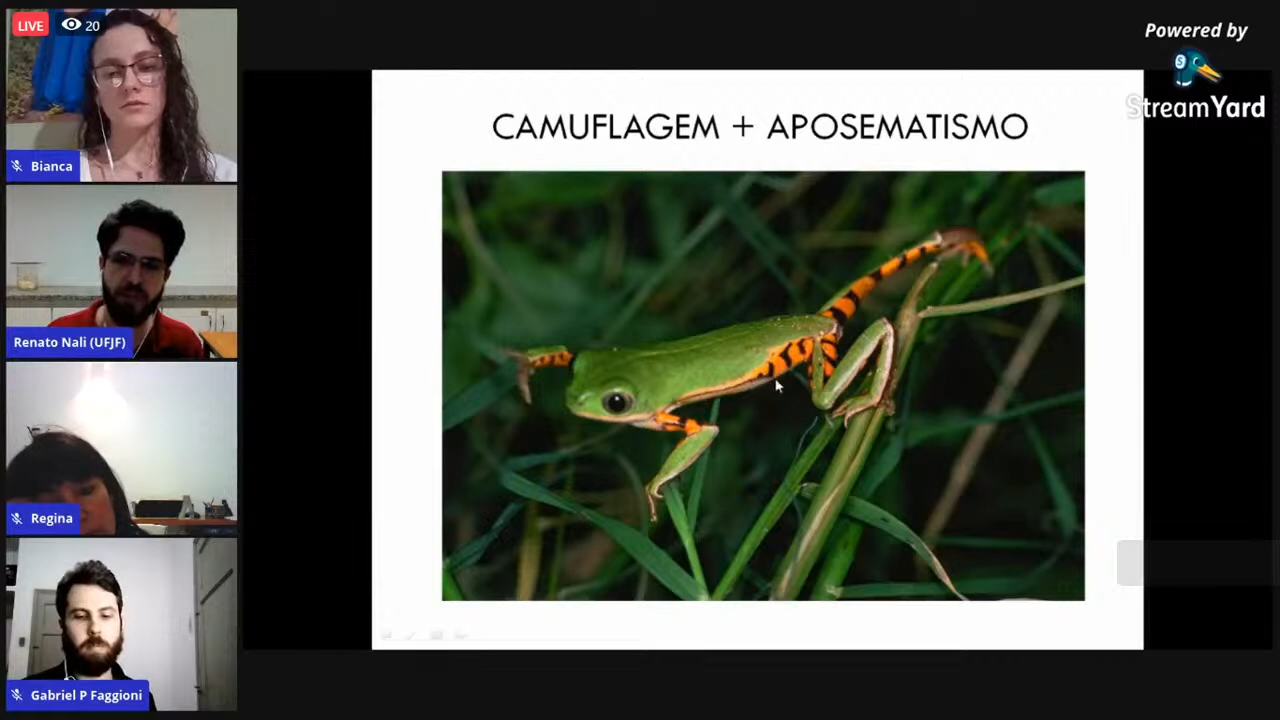 LIVE 20
Bianca
Renato Nali (UFJF)
Regina
Gabriel P Faggioni
CAMUFLAGEM + APOSEMATISMO
Powered by
StreamYard